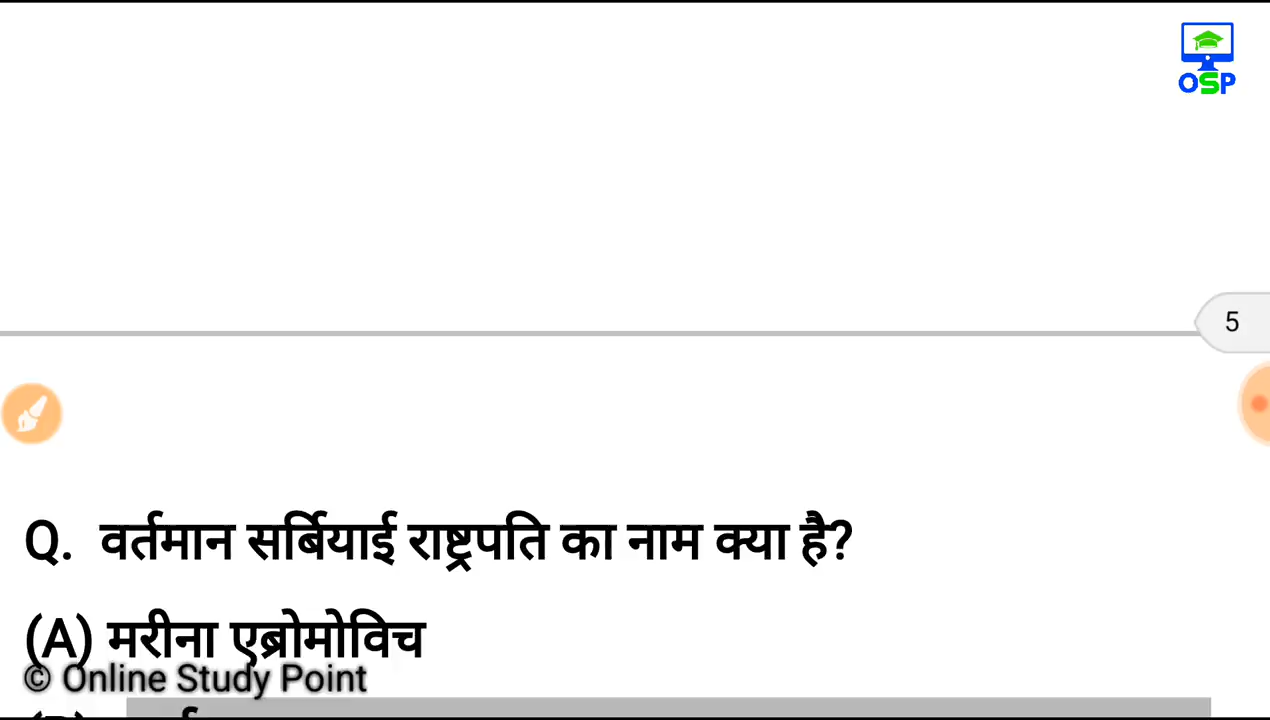 OSP
5
Q. वर्तमान सर्बियाई राष्ट्रपति का नाम क्या है?
(A) मरीना एब्रोमोविच
© Online Study Point